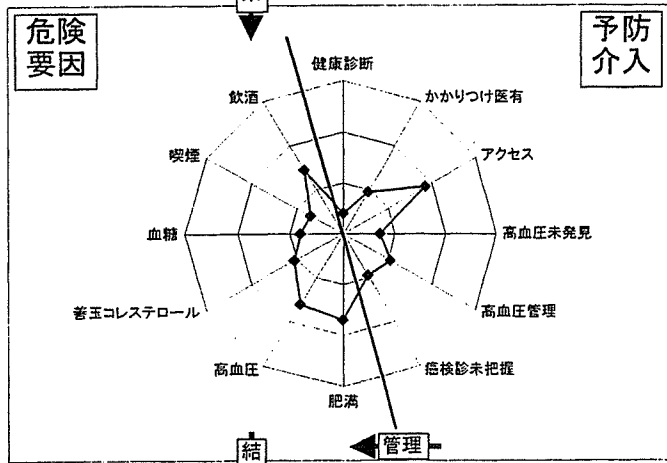 危険
要因
予防
介入
健康診断
飲酒
かかりつけ医有
喫煙
アクセス
血糖
高血圧未発見
善玉コレステロール
高血圧管理
高血圧
癌検診未把握
肥満
結
管理